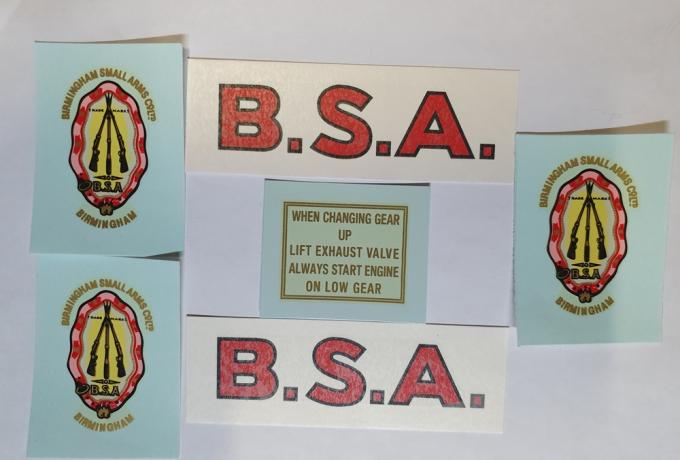 BIRMINGHAM SMALL ARMS CO LTD
TRADE MARK
B.S.A
BIRMINGHAM
B.S.A.
BIRMINGHAM SMALL ARMS CO LTD
TRADE MARK
B.S.A
BIRMINGHAM
WHEN CHANGING GEAR
UP
LIFT EXHAUST VALVE
ALWAYS START ENGINE
ON LOW GEAR
BIRMINGHAM SMALL ARMS CO LTD
TRADE MARK
B.S.A
BIRMINGHAM
B.S.A.